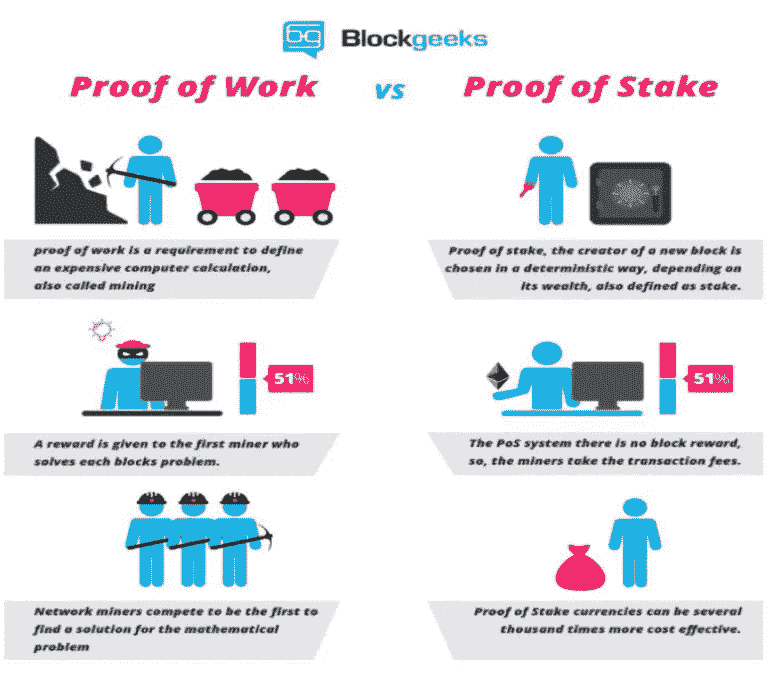 Blockgeeks
Proof of Work vs Proof of Stake
proof of work is a requirement to define
an expensive computer calculation,
also called mining
Proof of stake, the creator of a new block is
chosen in a deterministic way, depending on
its wealth, also defined as stake.
51%
A reward is given to the first miner who
solves each blocks problem.
51%
The PoS system there is no block reward,
so, the miners take the transaction fees.
Network miners compete to be the first to
find a solution for the mathematical
problem
Proof of Stake currencies can be several
thousand times more cost effective.